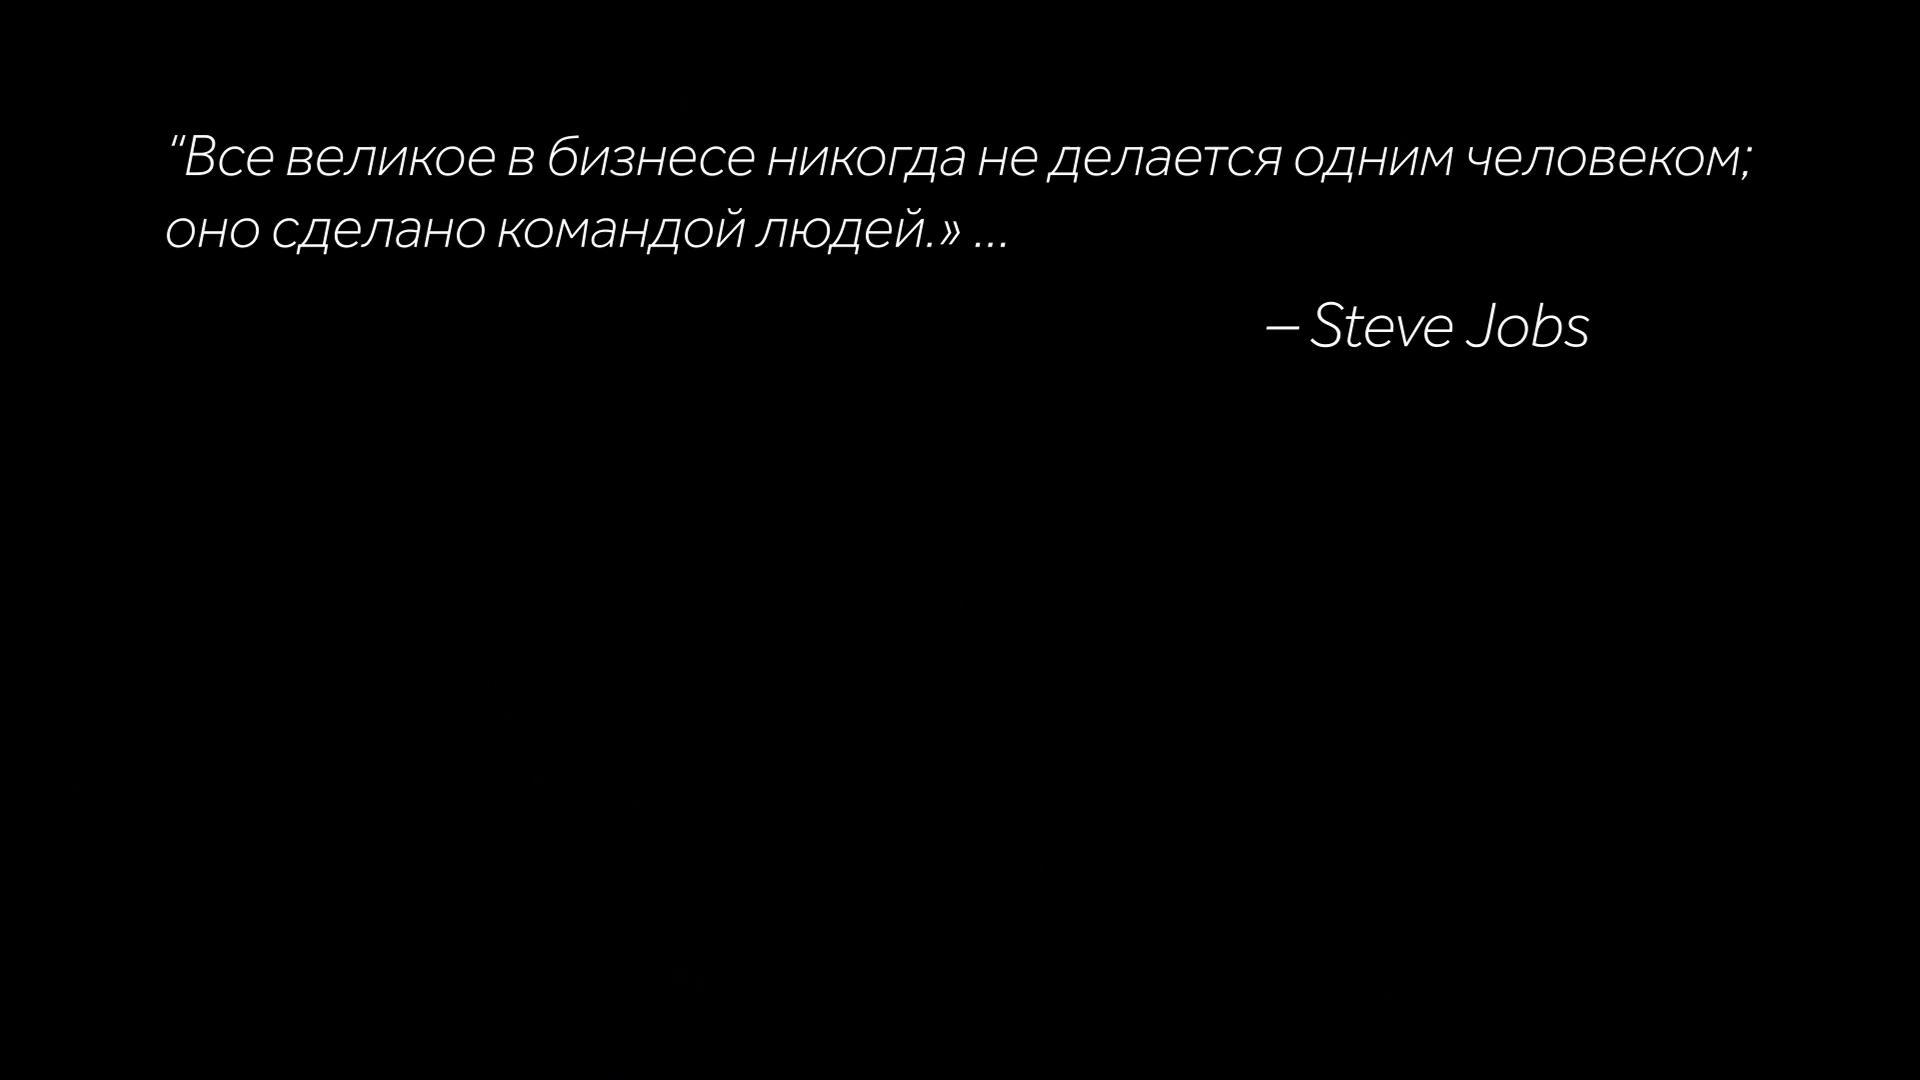 “Все великое в бизнесе никогда не делается одним человеком;
оно сделано командой людей.» ...
– Steve Jobs